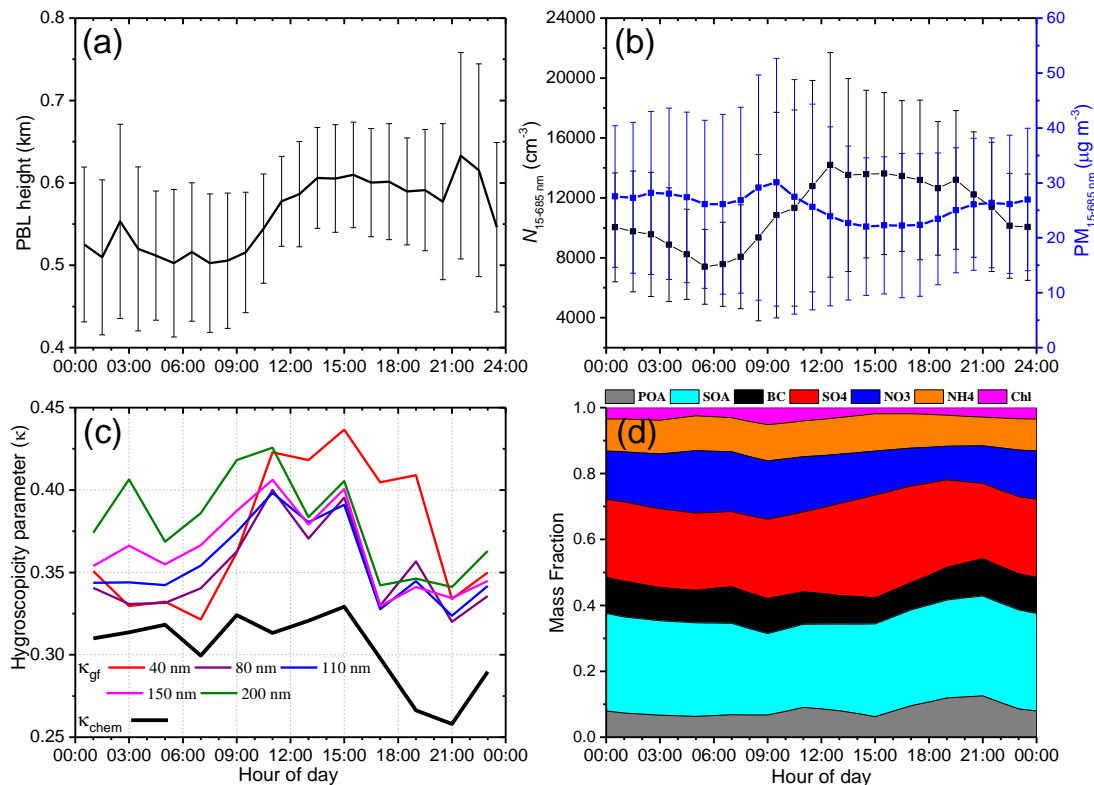 (a)
0.8
0.7
0.6
0.5
0.4
PBL height (km)
00:00 03:00 06:00 09:00 12:00 15:00 18:00 21:00 24:00
(b)
24000
20000
16000
12000
8000
4000
N15-685 nm (cm-3)
60
50
40
30
20
10
0
PM15-685 nm (μg m-3)
00:00 03:00 06:00 09:00 12:00 15:00 18:00 21:00 24:00
(c)
0.45
0.40
0.35
0.30
0.25
Hygroscopicity parameter (κ)
κgf 40 nm 80 nm 110 nm
150 nm 200 nm
κchem
00:00 03:00 06:00 09:00 12:00 15:00 18:00 21:00 24:00
Hour of day
POA SOA BC SO4 NO3 NH4 Chl
(d)
1.0
0.8
0.6
0.4
0.2
0.0
Mass Fraction
00:00 03:00 06:00 09:00 12:00 15:00 18:00 21:00 24:00
Hour of day